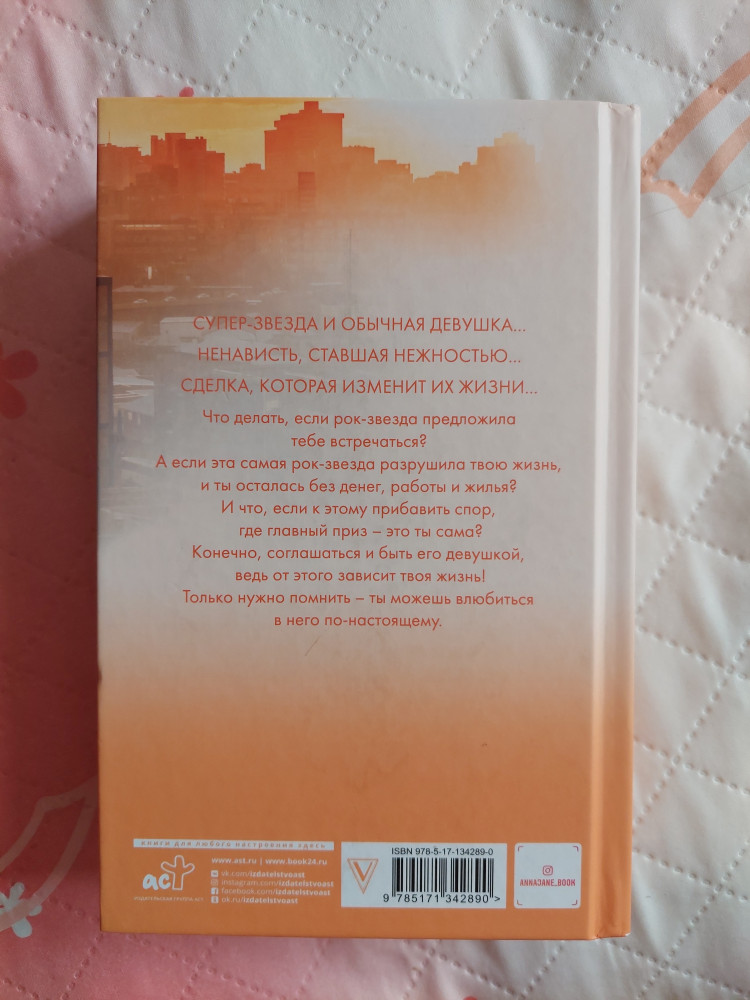 СУПЕР-ЗВЕЗДА И ОБЫЧНАЯ ДЕВУШКА...
НЕНАВИСТЬ, СТАВШАЯ НЕЖНОСТЬЮ...
СДЕЛКА, КОТОРАЯ ИЗМЕНИТ ИХ ЖИЗНИ...
Что делать, если рок-звезда предложила
тебе встречаться?
А если эта самая рок-звезда разрушила твою жизнь,
и ты осталась без денег, работы и жилья?
И что, если к этому прибавить спор,
где главный приз – это ты сама?
Конечно, соглашаться и быть его девушкой,
ведь от этого зависит твоя жизнь!
Только нужно помнить – ты можешь влюбиться
в него по-настоящему.
книги для любого настроения здесь
аст
ИЗДАТЕЛЬСКАЯ ГРУППА АСТ
www.ast.ru | www.book24.ru
vk.com/izdatelstvoast
instagram.com/izdatelstvoast
facebook.com/izdatelstvoast
ok.ru/izdatelstvoast
V
ISBN 978-5-17-134289-0
9 785171 342890 >
ANNAJANE_BOOK